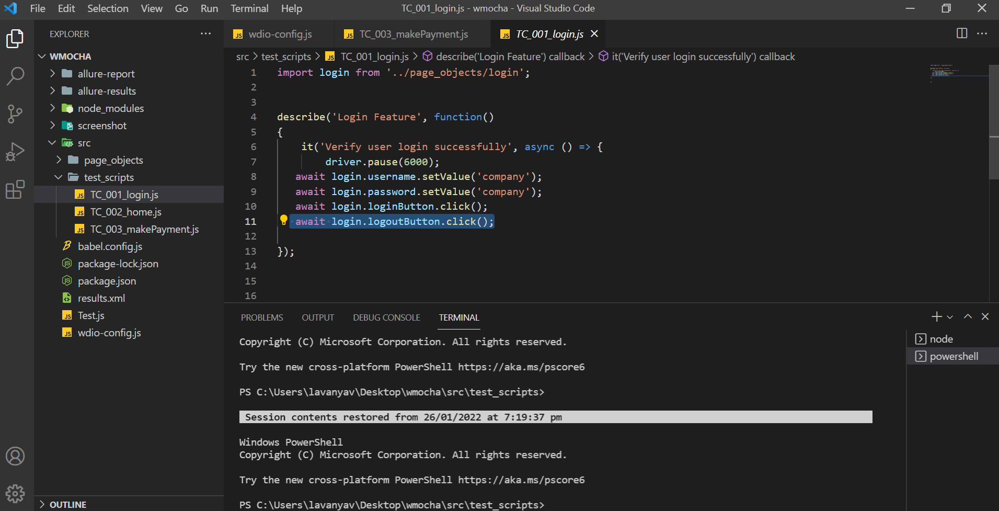 File Edit Selection View Go Run Terminal Help TC_001_login.js - wmocha - Visual Studio Code
EXPLORER
WMOCHA
allure-report
allure-results
node_modules
screenshot
src
page_objects
test_scripts
TC_001_login.js
TC_002_home.js
TC_003_makePayment.js
babel.config.js
package-lock.json
package.json
results.xml
Test.js
wdio-config.js
OUTLINE
wdio-config.js TC_003_makePayment.js TC_001_login.js
src > test_scripts > TC_001_login.js > describe('Login Feature') callback > it('Verify user login successfully') callback
1 import login from '../page_objects/login';
2
3
4 describe('Login Feature', function()
5 {
6 it('Verify user login successfully', async () => {
7 driver.pause(6000);
8 await login.username.setValue('company');
9 await login.password.setValue('company');
10 await login.loginButton.click();
11 await login.logoutButton.click();
12
13 });
14
15
16
PROBLEMS OUTPUT DEBUG CONSOLE TERMINAL
Copyright (C) Microsoft Corporation. All rights reserved.
Try the new cross-platform PowerShell https://aka.ms/pscore6
PS C:\Users\lavanyav\Desktop\wmocha\src\test_scripts>
Session contents restored from 26/01/2022 at 7:19:37 pm
Windows PowerShell
Copyright (C) Microsoft Corporation. All rights reserved.
Try the new cross-platform PowerShell https://aka.ms/pscore6
PS C:\Users\lavanyav\Desktop\wmocha\src\test_scripts>
node
powershell